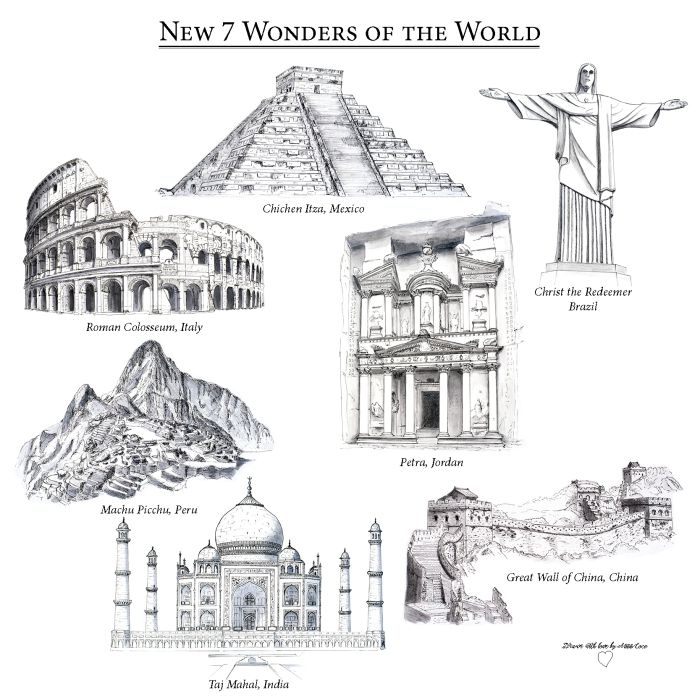 New 7 Wonders of the World
Chichen Itza, Mexico
Christ the Redeemer
Brazil
Roman Colosseum, Italy
Petra, Jordan
Machu Picchu, Peru
Great Wall of China, China
Taj Mahal, India
Drawn with love by